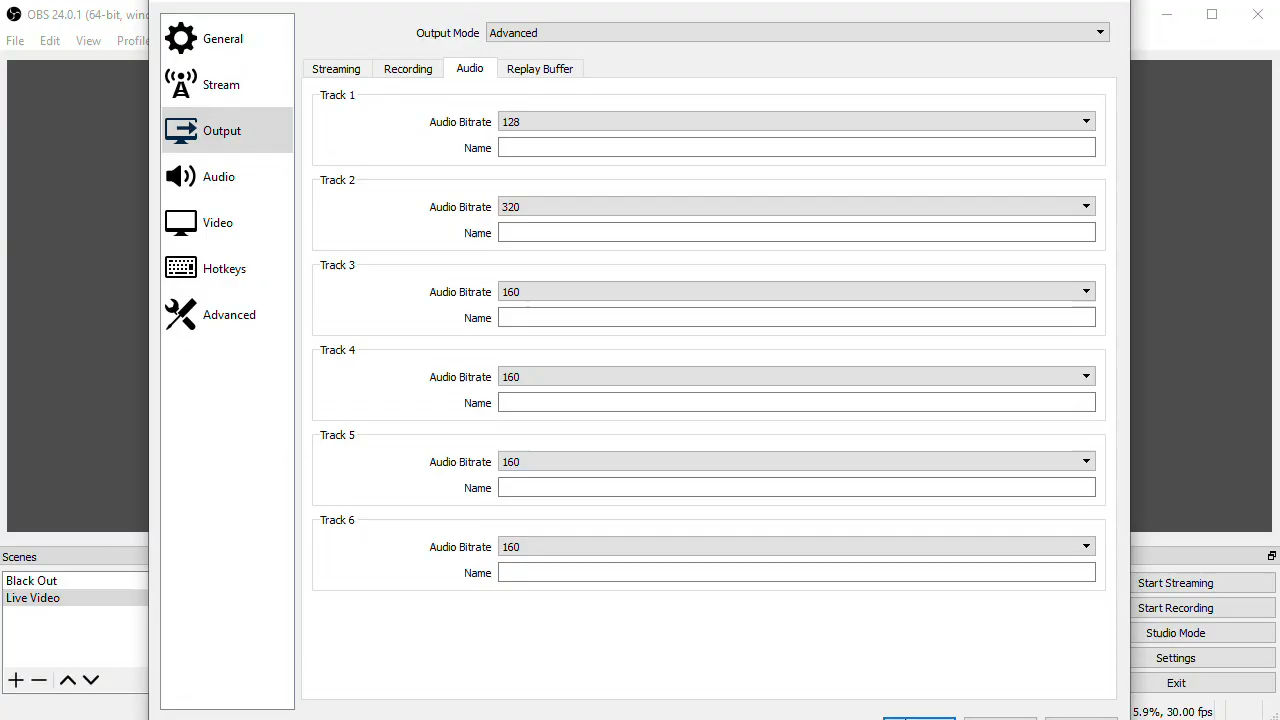 OBS 24.0.1 (64-bit,
File Edit View Profile
General
Stream
Output
Audio
Video
Hotkeys
Advanced
Output Mode Advanced
Streaming Recording Audio Replay Buffer
Track 1
Audio Bitrate 128
Name
Track 2
Audio Bitrate 320
Name
Track 3
Audio Bitrate 160
Name
Track 4
Audio Bitrate 160
Name
Track 5
Audio Bitrate 160
Name
Track 6
Audio Bitrate 160
Name
Scenes
Black Out
Live Video
Start Streaming
Start Recording
Studio Mode
Settings
Exit
5.9%, 30.00 fps